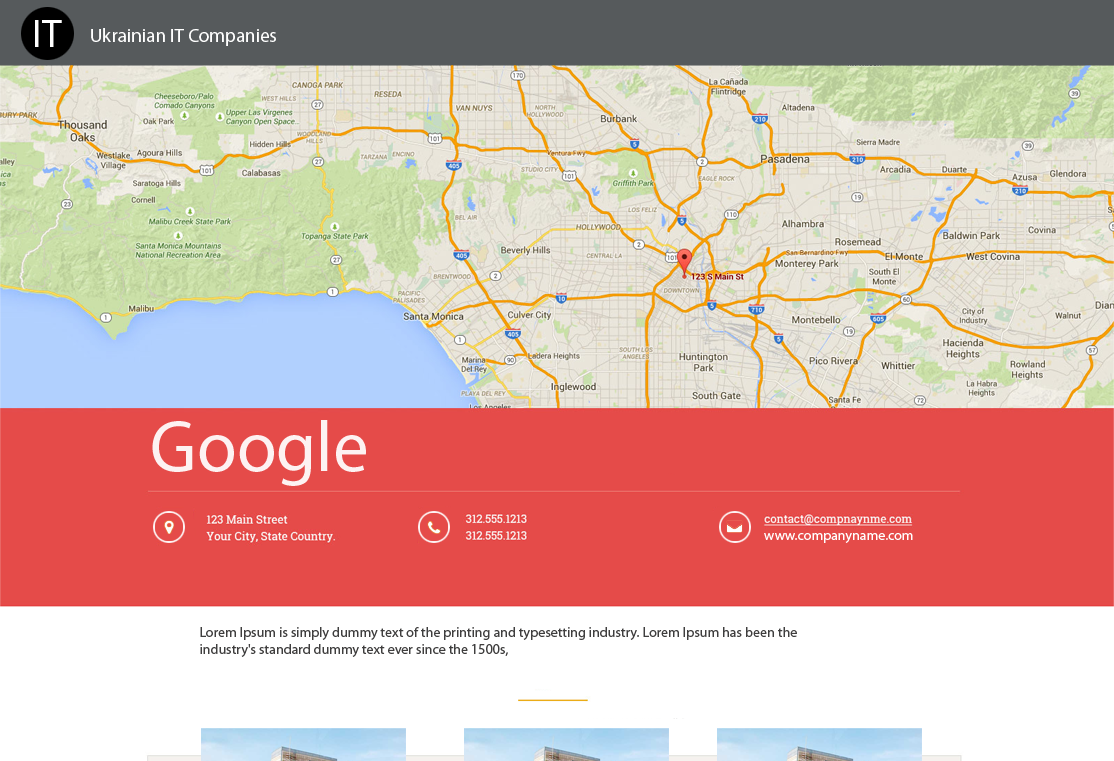 IT
Ukrainian IT Companies
CANOGA PARK
RESEDA
VAN NUYS
NORTH
HOLLYWOOD
Burbank
La Cañada
Flintridge
Altadena
Sierra Madre
Pasadena
Arcadia
Duarte
Azusa
Glendora
Cheeseboro/Palo
Comado Canyons
WEST HILLS
Upper Las Virgenes
Canyon Open Space...
Oak Park
BURY PARK
Thousand
Oaks
WOODLAND
HILLS
Hidden Hills
Westlake
Village
Agoura Hills
Calabasas
Saratoga Hills
Cornell
TARZANA
ENCINO
Ventura Fwy
STUDIO CITY
Griffith Park
EAGLE ROCK
LOS FELIZ
HOLLYWOOD
BEL AIR
Malibu Creek State Park
Topanga State Park
Santa Monica Mountains
National Recreation Area
Beverly Hills
CENTRAL LA
BRENTWOOD
PACIFIC
PALISADES
Santa Monica
Malibu
Culver City
123 S Main St
DOWNTOWN
Alhambra
Rosemead
San Bernardino Fwy
Monterey Park
El Monte
South El
Monte
Baldwin Park
Covina
West Covina
Montebello
City of
Industry
Walnut
Hacienda
Heights
Rowland
Heights
La Habra
Heights
Whittier
Pico Rivera
Santa Fe
Huntington
Park
South Gate
SOUTH LOS
ANGELES
Ladera Heights
Inglewood
Marina
Del Rey
PLAYA DEL REY
Los Angeles
Google
123 Main Street
Your City, State Country.
312.555.1213
312.555.1213
contact@compnaynme.com
www.companyname.com
Lorem Ipsum is simply dummy text of the printing and typesetting industry. Lorem Ipsum has been the
industry's standard dummy text ever since the 1500s,